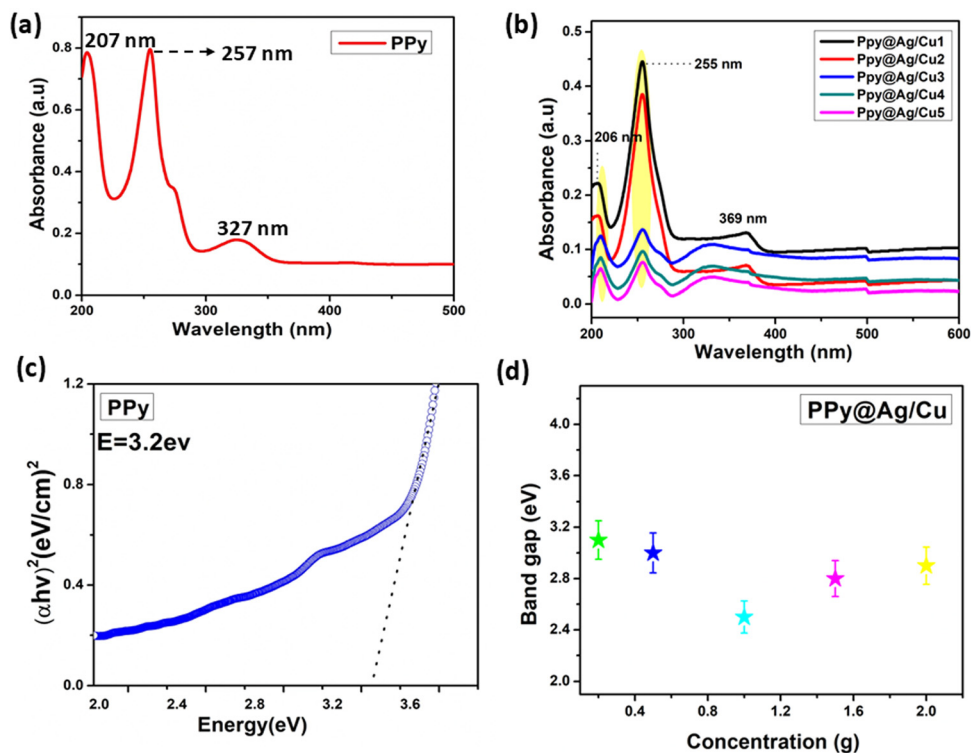 (a)
207 nm
257 nm
327 nm
PPy
Absorbance (a.u)
0.8
0.6
0.4
0.2
0.0
200
300
400
500
Wavelength (nm)
(b)
255 nm
206 nm
369 nm
Ppy@Ag/Cu1
Ppy@Ag/Cu2
Ppy@Ag/Cu3
Ppy@Ag/Cu4
Ppy@Ag/Cu5
Absorbance (a.u)
0.5
0.4
0.3
0.2
0.1
0.0
200
300
400
500
600
Wavelength (nm)
(c)
PPy
E=3.2ev
(αhν)²(eV/cm)²
1.2
0.8
0.4
0.0
2.0
2.4
2.8
3.2
3.6
Energy(eV)
(d)
PPy@Ag/Cu
Band gap (eV)
4.0
3.6
3.2
2.8
2.4
2.0
0.4
0.8
1.2
1.6
2.0
Concentration (g)